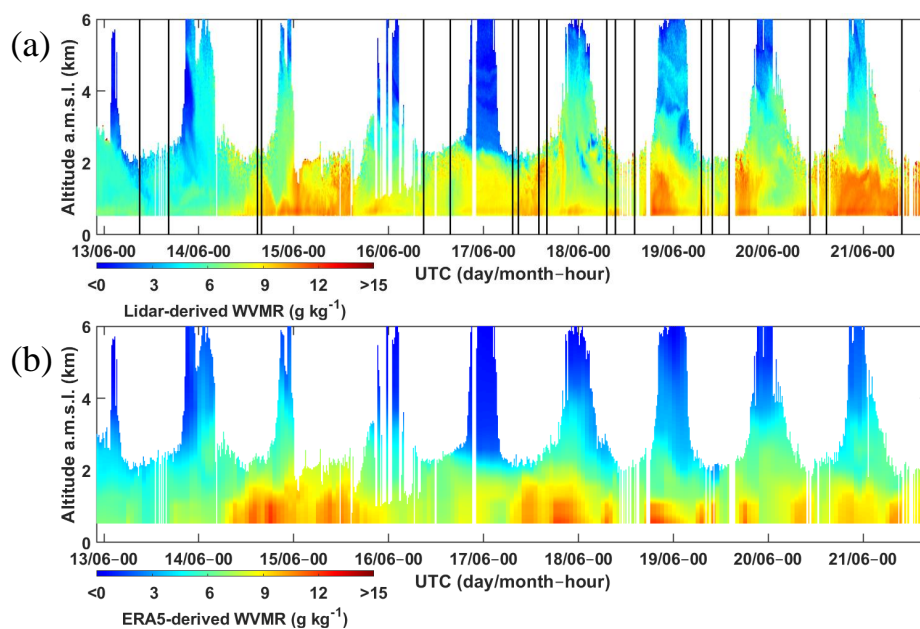 (a)
Altitude a.m.s.l. (km)
6
4
2
0
13/06−00 14/06−00 15/06−00 16/06−00 17/06−00 18/06−00 19/06−00 20/06−00 21/06−00
UTC (day/month−hour)
<0 3 6 9 12 >15
Lidar-derived WVMR (g kg⁻¹)
(b)
Altitude a.m.s.l. (km)
6
4
2
0
13/06−00 14/06−00 15/06−00 16/06−00 17/06−00 18/06−00 19/06−00 20/06−00 21/06−00
UTC (day/month−hour)
<0 3 6 9 12 >15
ERA5-derived WVMR (g kg⁻¹)